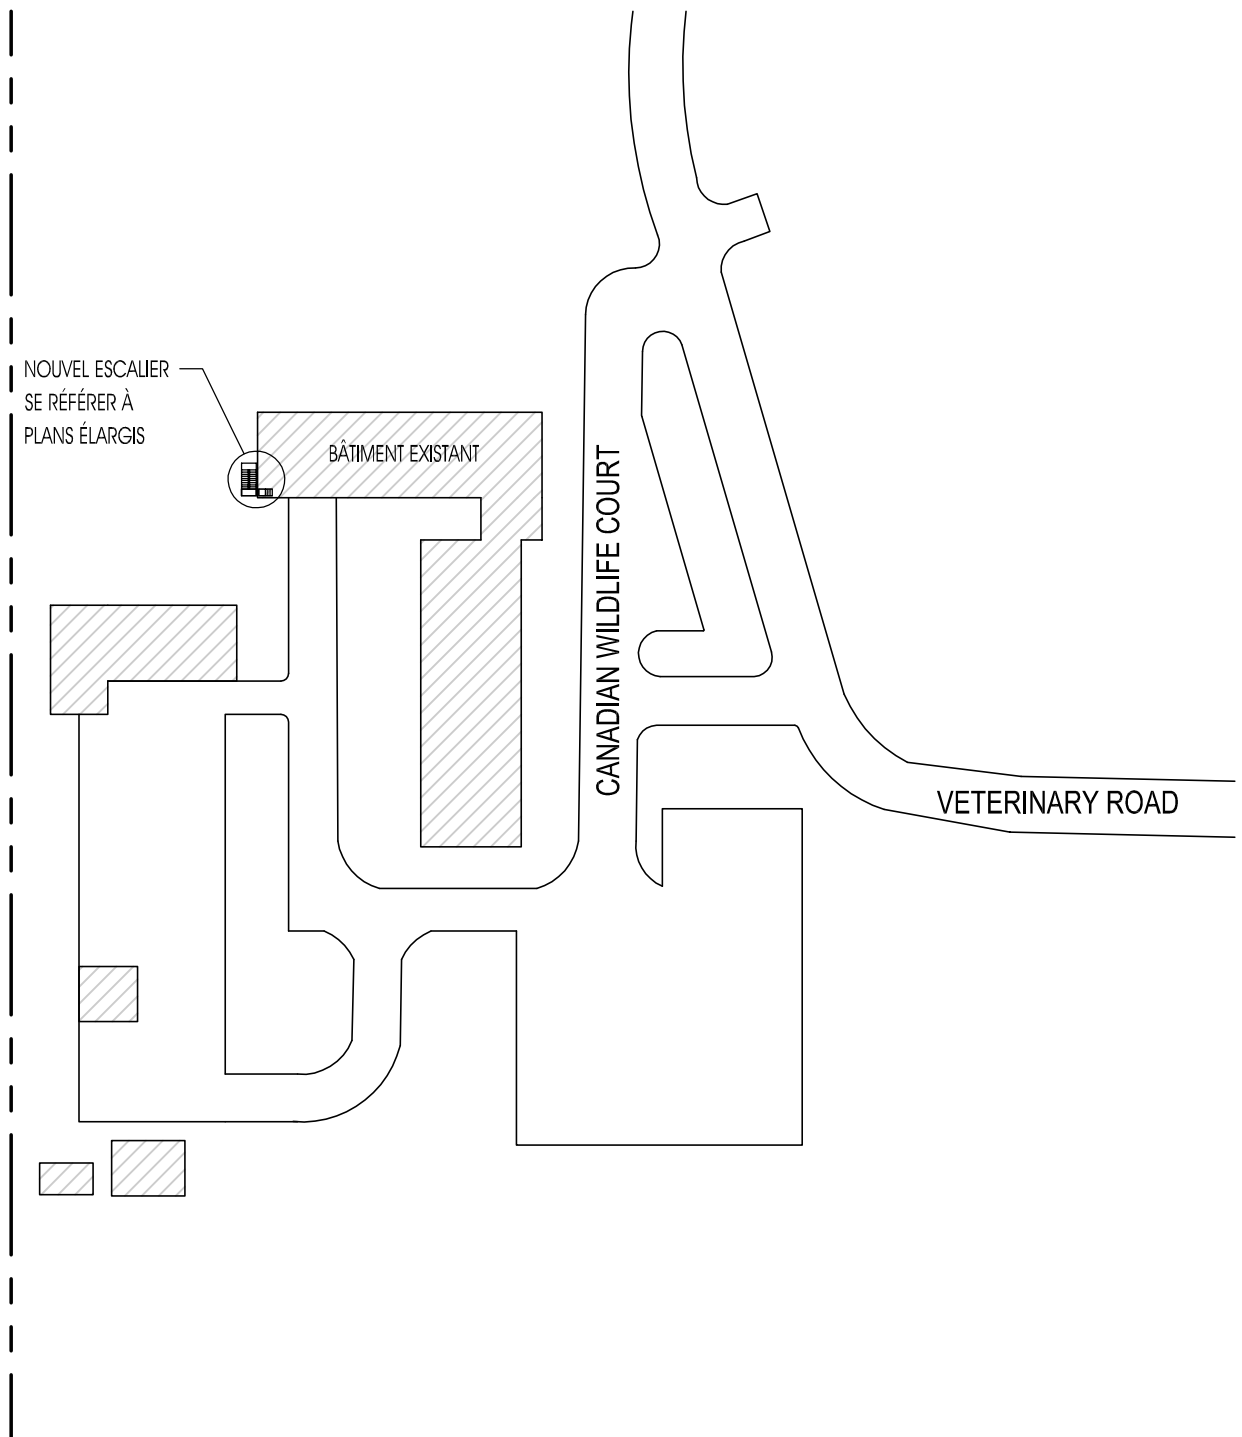 NOUVEL ESCALIER
SE RÉFÉRER À
PLANS ÉLARGIS
BÂTIMENT EXISTANT
CANADIAN WILDLIFE COURT
VETERINARY ROAD